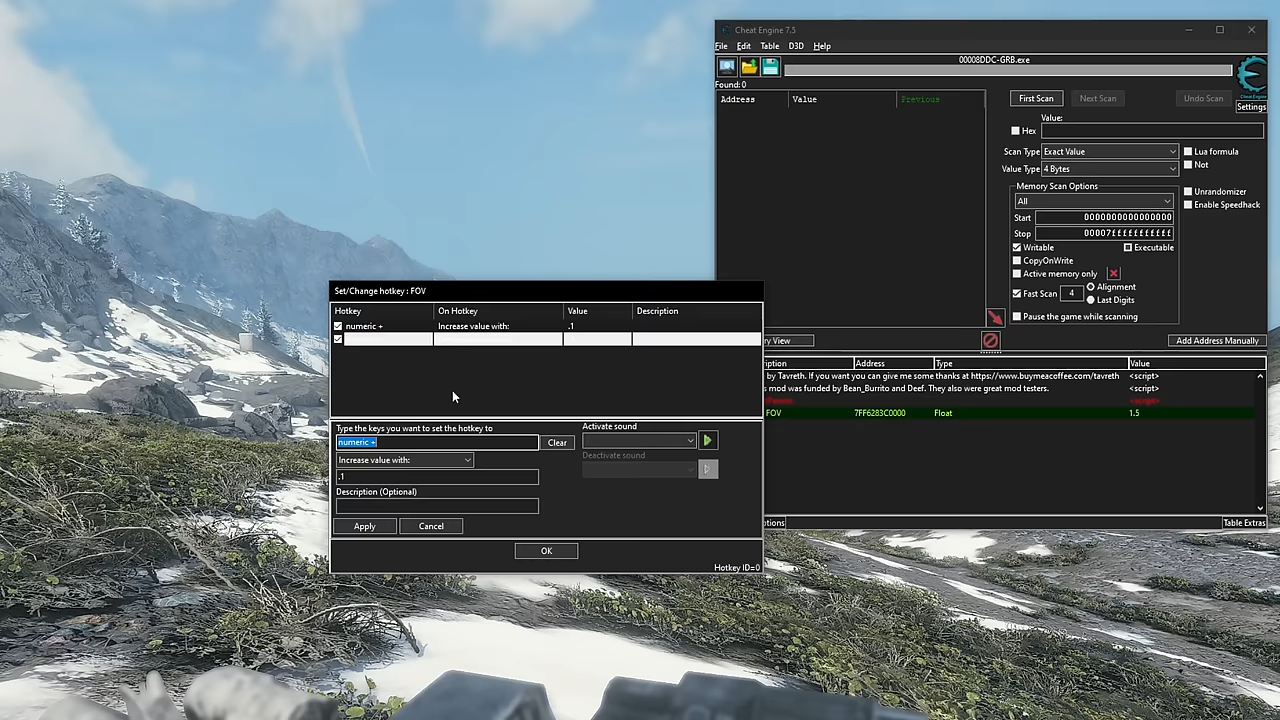 Cheat Engine 7.5
File Edit Table D3D Help
00008DDC-GRB.exe
Found: 0
Address Value Previous
First Scan Next Scan Undo Scan
Cheat Engine
Settings
Value:
Hex
Scan Type Exact Value
Lua formula
Value Type 4 Bytes
Not
Memory Scan Options
All
Unrandomizer
Enable Speedhack
Start 0000000000000000
Stop 00007fffffffffff
Writable Executable
CopyOnWrite
Active memory only
Fast Scan 4 Alignment
Last Digits
Pause the game while scanning
ry View
Add Address Manually
ription Address Type Value
by Tavreth. If you want you can give me some thanks at https://www.buymeacoffee.com/tavreth <script>
s mod was funded by Bean_Burrito and Deef. They also were great mod testers. <script>
<script>
FOV 7FF6283C0000 Float 1.5
ptions
Table Extras
Set/Change hotkey : FOV
Hotkey On Hotkey Value Description
numeric + Increase value with: .1
Type the keys you want to set the hotkey to
numeric +
Clear
Increase value with:
.1
Description (Optional)
Apply Cancel
Activate sound
Deactivate sound
OK
Hotkey ID=0